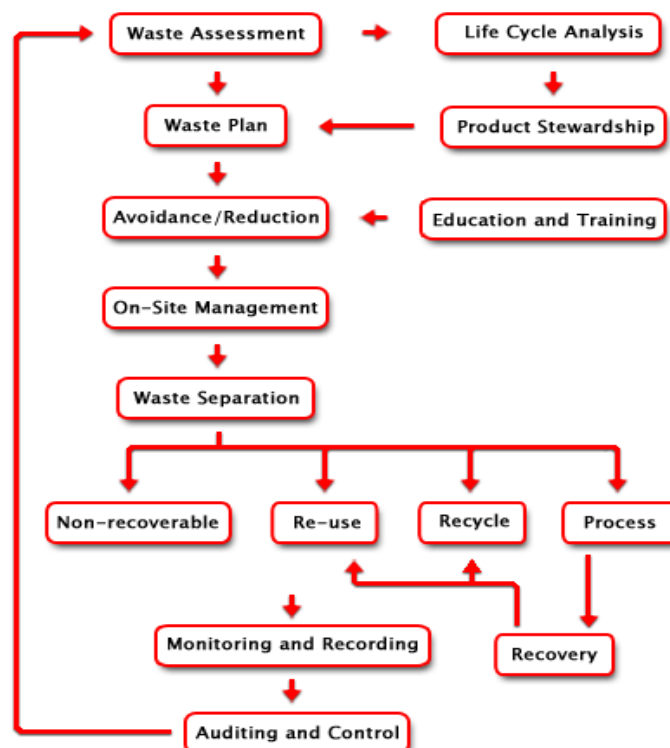 Waste Assessment
Life Cycle Analysis
Waste Plan
Product Stewardship
Avoidance/Reduction
Education and Training
On-Site Management
Waste Separation
Non-recoverable
Re-use
Recycle
Process
Monitoring and Recording
Recovery
Auditing and Control